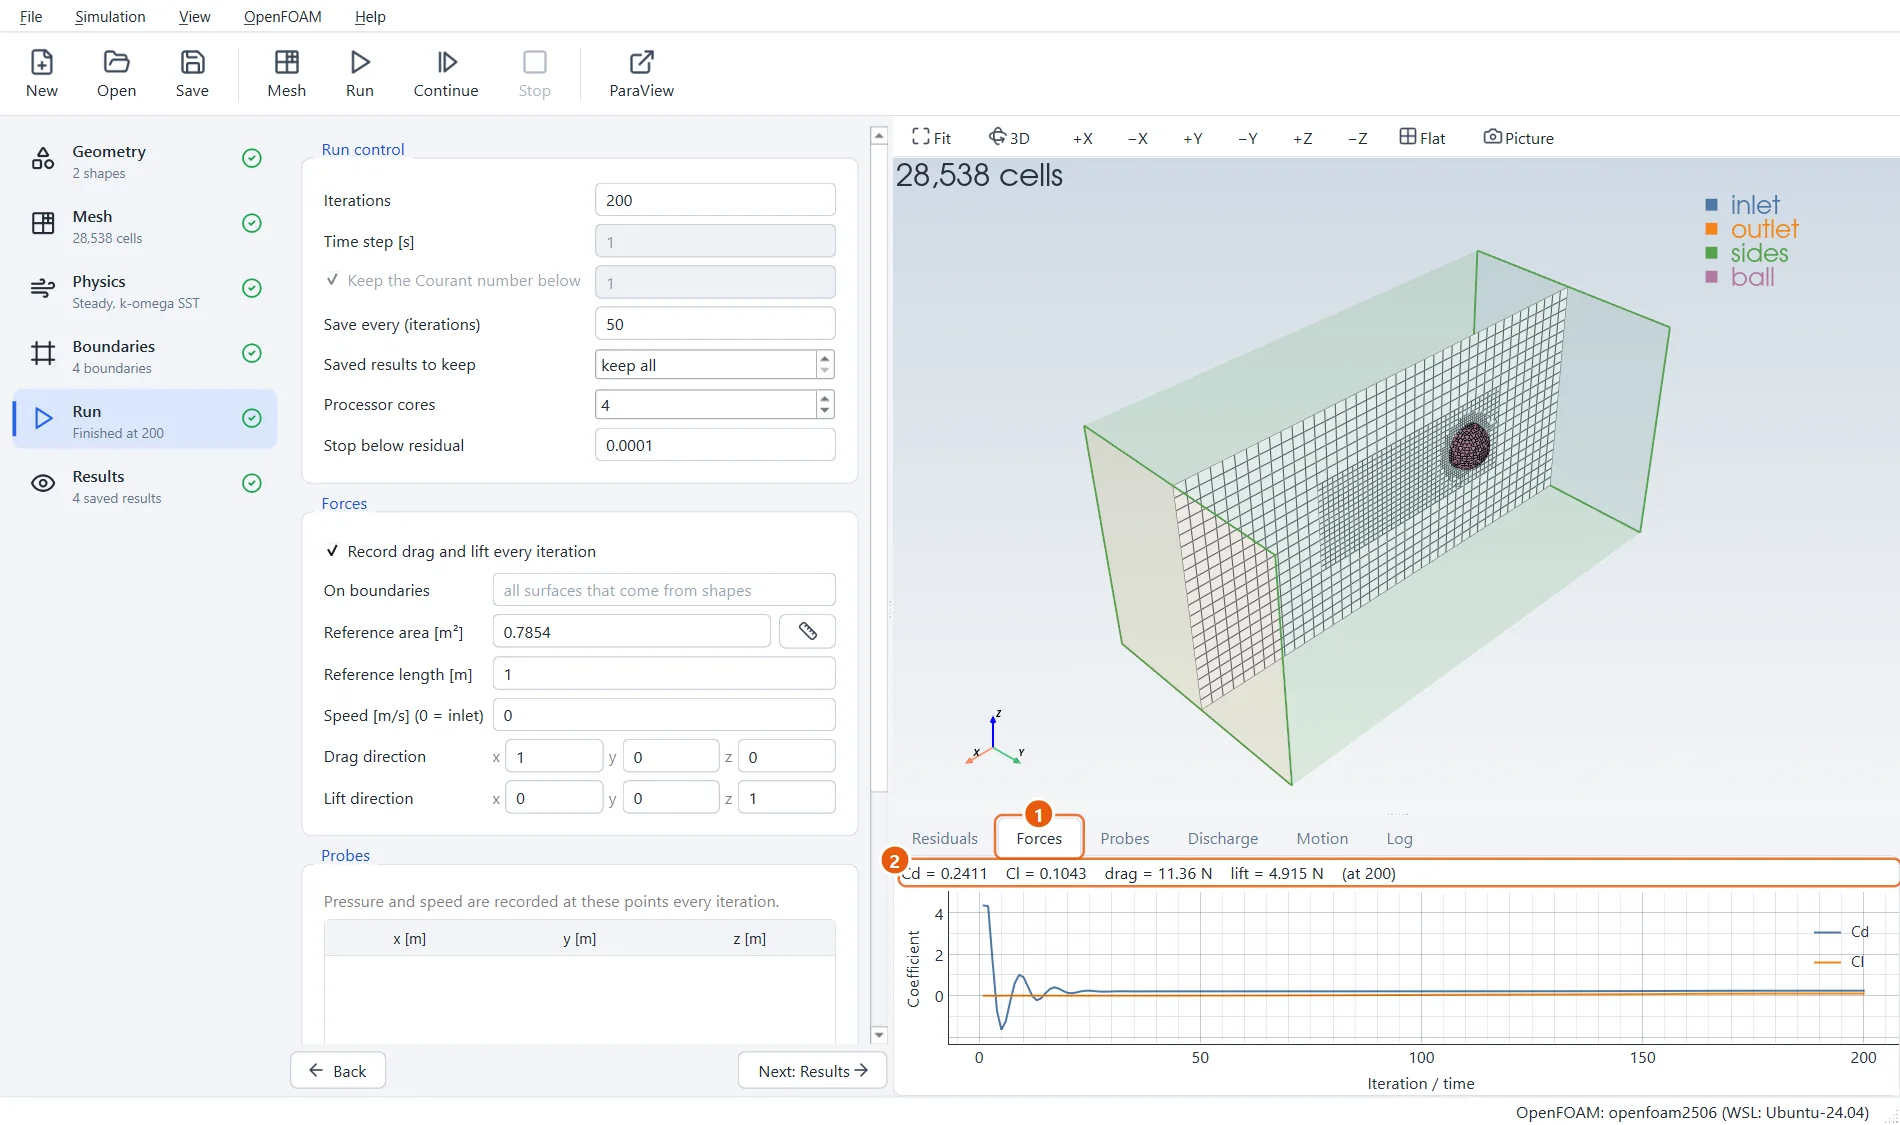 File Simulation View OpenFOAM Help
New Open Save Mesh Run Continue Stop ParaView
Geometry
2 shapes
Mesh
28,538 cells
Physics
Steady, k-omega SST
Boundaries
4 boundaries
Run
Finished at 200
Results
4 saved results
Run control
Iterations 200
Time step [s] 1
Keep the Courant number below 1
Save every (iterations) 50
Saved results to keep keep all
Processor cores 4
Stop below residual 0.0001
Forces
Record drag and lift every iteration
On boundaries all surfaces that come from shapes
Reference area [m²] 0.7854
Reference length [m] 1
Speed [m/s] (0 = inlet) 0
Drag direction x 1 y 0 z 0
Lift direction x 0 y 0 z 1
Probes
Pressure and speed are recorded at these points every iteration.
x [m] y [m] z [m]
Back Next: Results
Fit 3D +X −X +Y −Y +Z −Z Flat Picture
28,538 cells
inlet
outlet
sides
ball
Z
X Y
1
Residuals Forces Probes Discharge Motion Log
2
Cd = 0.2411 Cl = 0.1043 drag = 11.36 N lift = 4.915 N (at 200)
Coefficient
4
2
0
Cd
Cl
0 50 100 150 200
Iteration / time
OpenFOAM: openfoam2506 (WSL: Ubuntu-24.04)